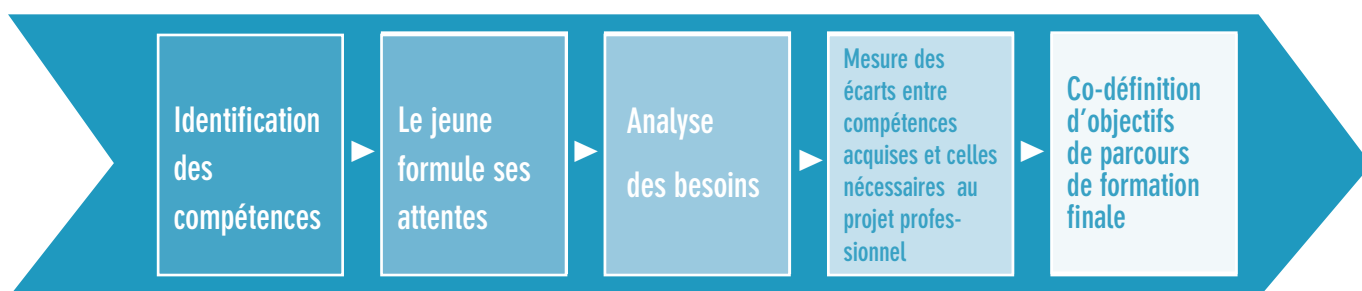 Identification
des
compétences
Le jeune
formule ses
attentes
Analyse
des besoins
Mesure des
écarts entre
compétences
acquises et celles
nécessaires au
projet profes-
sionnel
Co-définition
d’objectifs
de parcours
de formation
finale